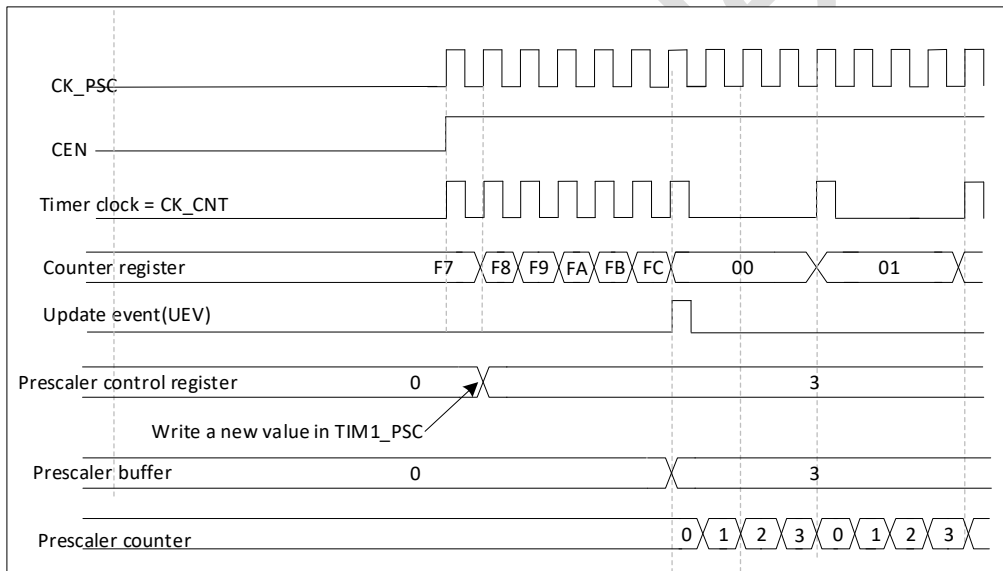 CK_PSC
CEN
Timer clock = CK_CNT
Counter register F7 F8 F9 FA FB FC 00 01
Update event(UEV)
Prescaler control register 0 3
Write a new value in TIM1_PSC
Prescaler buffer 0 3
Prescaler counter 0 1 2 3 0 1 2 3